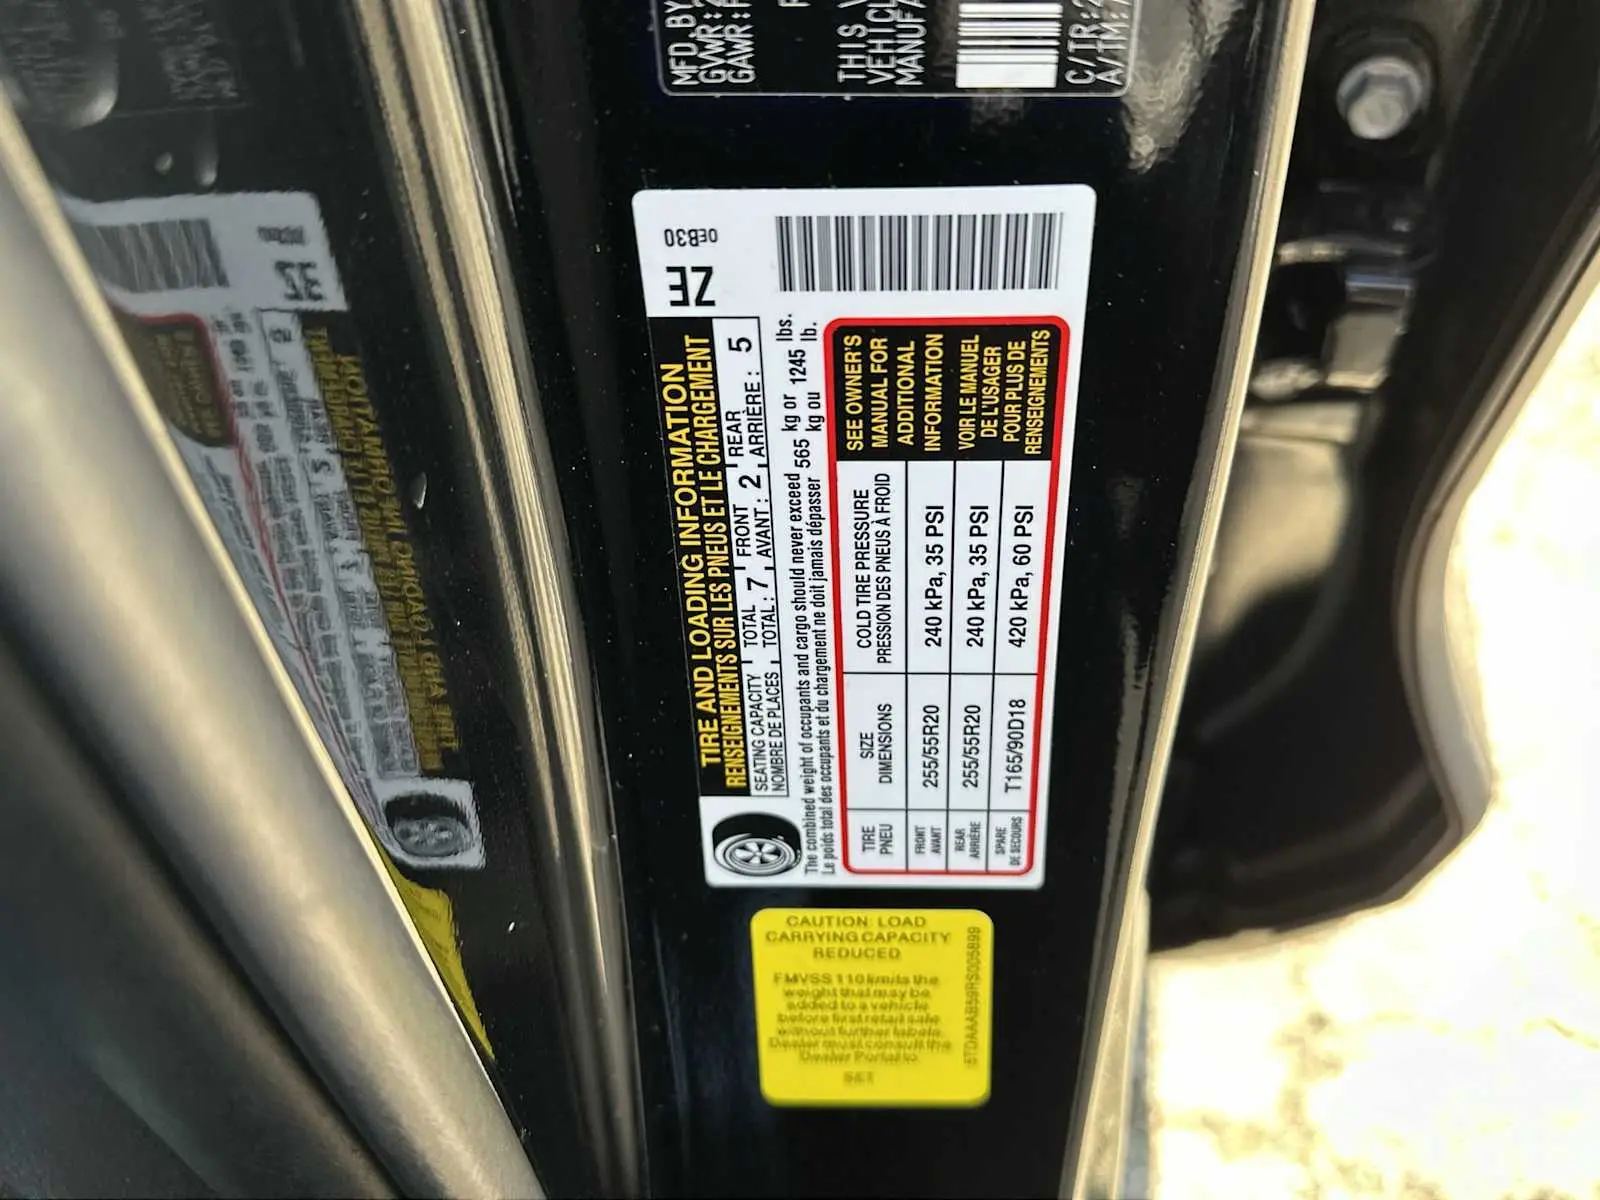 MFD.BY
GVWR:
GAWR:F
THIS V
VEHICL
MANUFA
C/TR:
A/TM:
0EB30
ZE
TIRE AND LOADING INFORMATION
RENSEIGNEMENTS SUR LES PNEUS ET LE CHARGEMENT
SEATING CAPACITY TOTAL 7 FRONT 2 REAR 5
NOMBRE DE PLACES TOTAL: AVANT: ARRIÈRE:
The combined weight of occupants and cargo should never exceed 565 kg or 1245 lbs.
Le poids total des occupants et du chargement ne doit jamais dépasser kg ou lb.
TIRE SIZE COLD TIRE PRESSURE
PNEU DIMENSIONS PRESSION DES PNEUS À FROID
FRONT 255/55R20 240 kPa, 35 PSI
AVANT
REAR 255/55R20 240 kPa, 35 PSI
ARRIÈRE
SPARE T165/90D18 420 kPa, 60 PSI
DE SECOURS
SEE OWNER'S
MANUAL FOR
ADDITIONAL
INFORMATION
VOIR LE MANUEL
DE L'USAGER
POUR PLUS DE
RENSEIGNEMENTS
CAUTION: LOAD
CARRYING CAPACITY
REDUCED
FMVSS 110 limits the
weight that may be
added to a vehicle
before first retail sale
without further labels.
Dealer must consult the
Dealer Portal to
5TDAAAB59RS005899